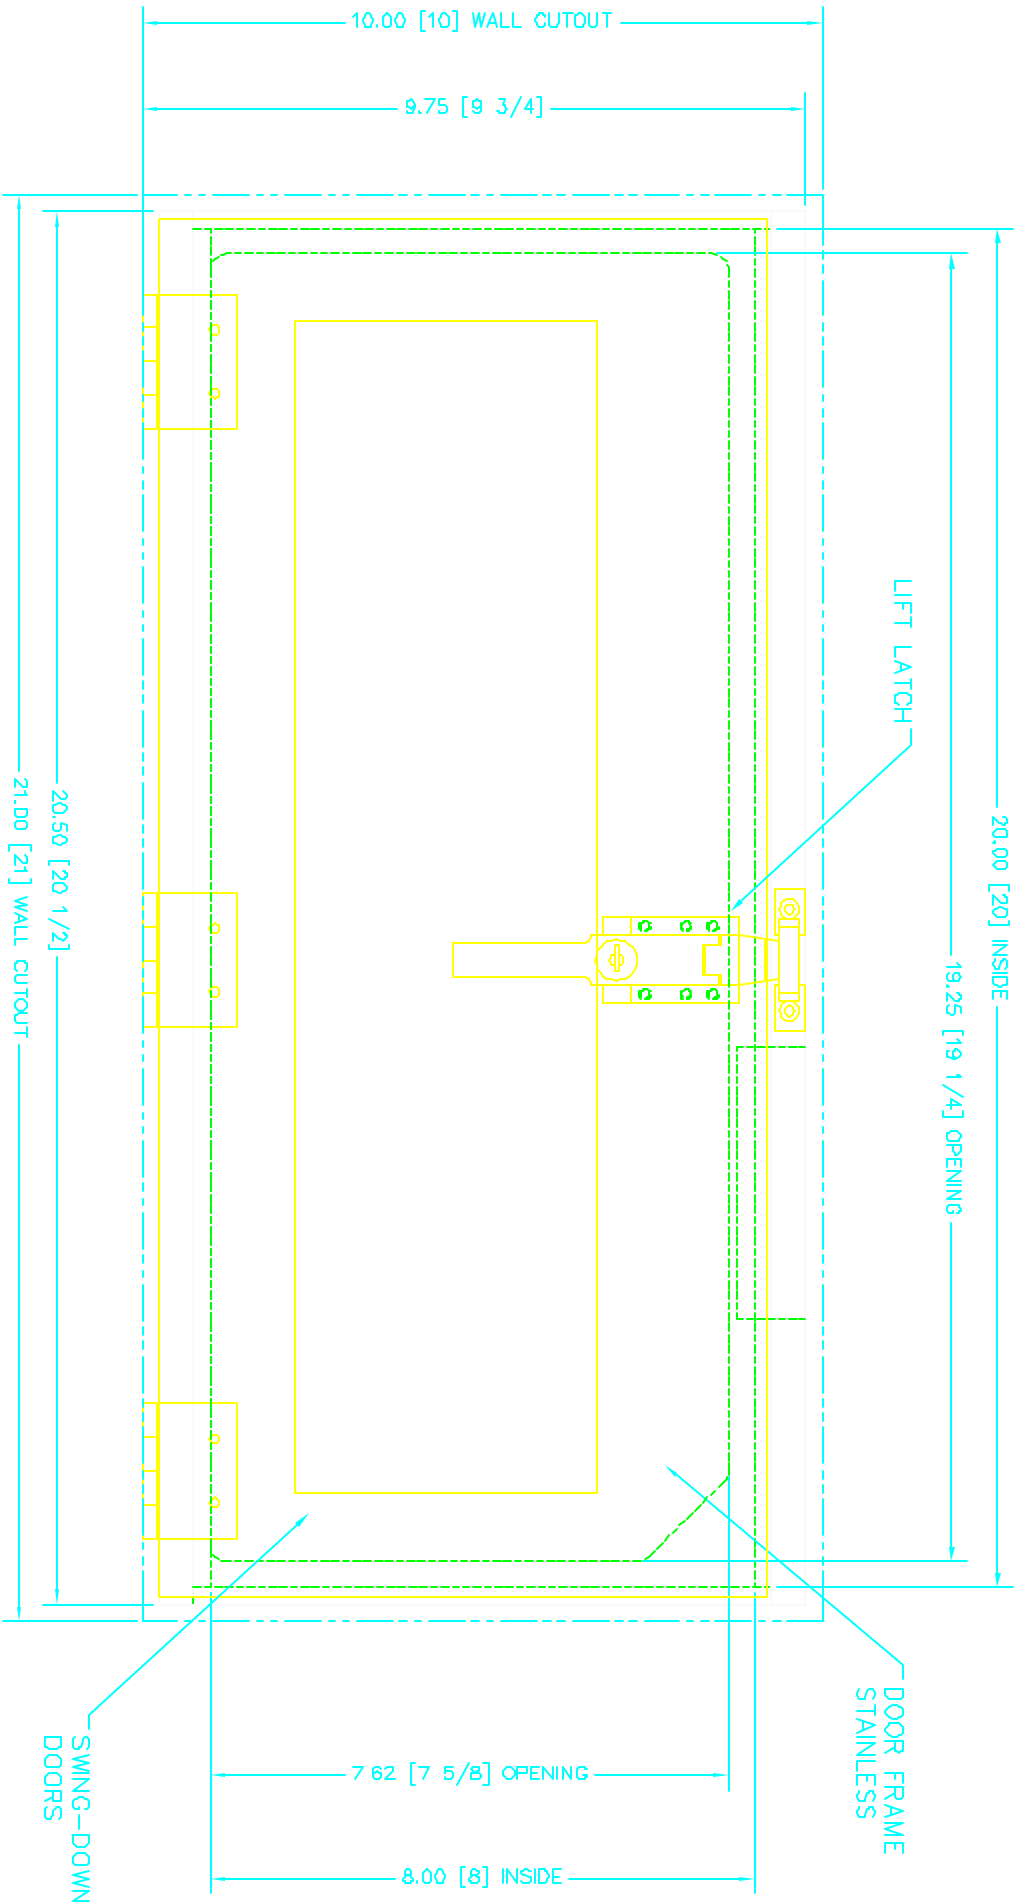 10.00 [10] WALL CUTOUT
9.75 [9 3/4]
LIFT LATCH
20.00 [20] INSIDE
19.25 [19 1/4] OPENING
20.50 [20 1/2]
21.00 [21] WALL CUTOUT
DOOR FRAME
STAINLESS
SWING-DOWN
DOORS
7 62 [7 5/8] OPENING
8.00 [8] INSIDE